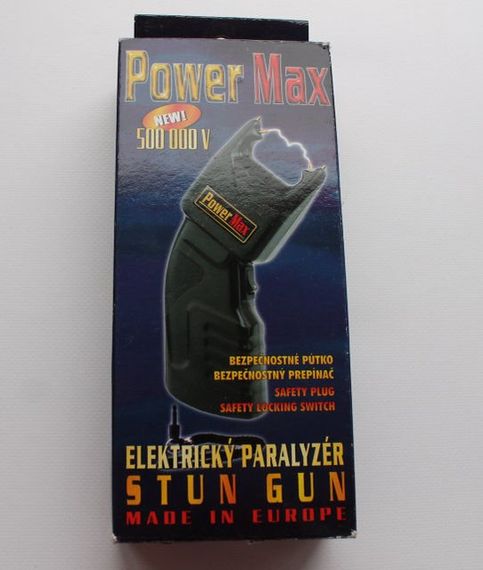 Power Max
NEW!
500 000 V
Power Max
BEZPEČNOSTNÉ PÚTKO
BEZPEČNOSTNÝ PREPÍNAČ
SAFETY PLUG
SAFETY LOCKING SWITCH
ELEKTRICKÝ PARALYZÉR
STUN GUN
MADE IN EUROPE